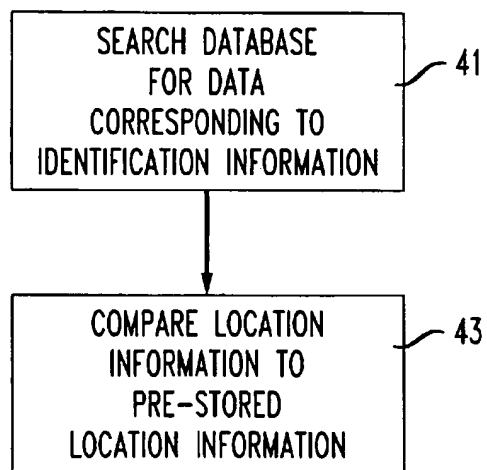 SEARCH DATABASE
FOR DATA
CORRESPONDING TO
IDENTIFICATION INFORMATION
41
COMPARE LOCATION
INFORMATION TO
PRE-STORED
LOCATION INFORMATION
43